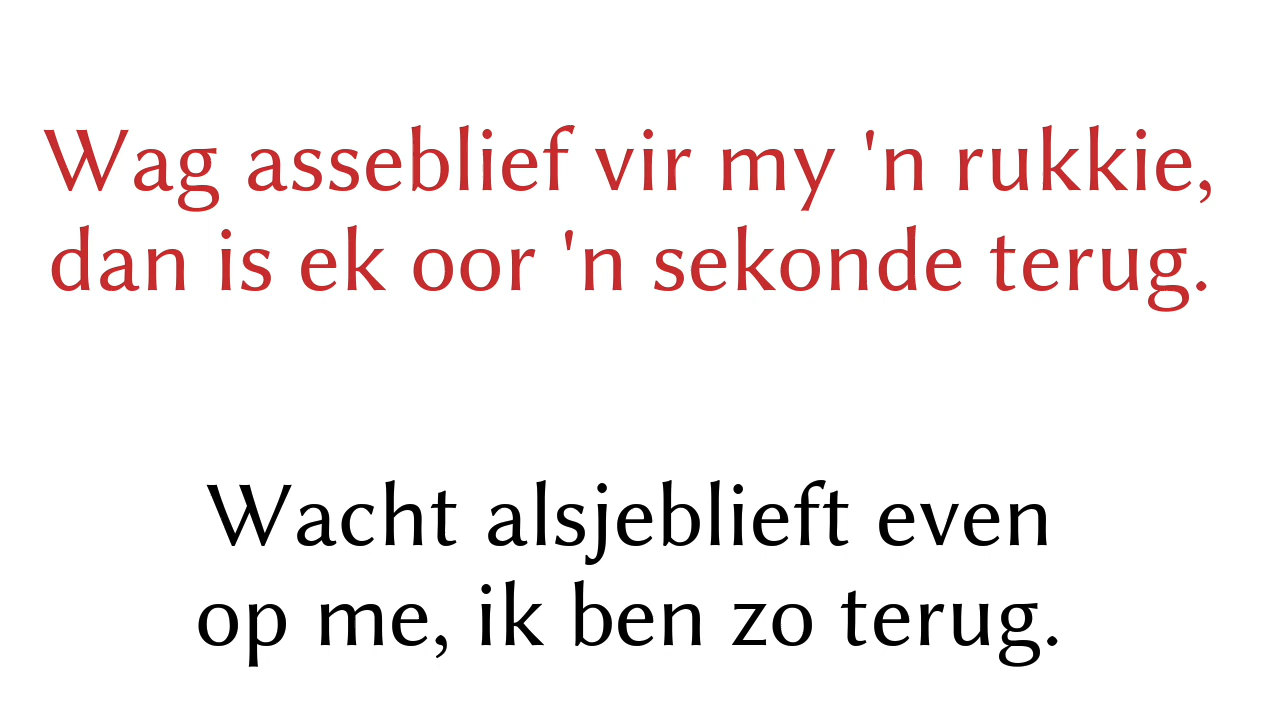 Wag asseblief vir my 'n rukkie,
dan is ek oor 'n sekonde terug.
Wacht alsjeblieft even
op me, ik ben zo terug.